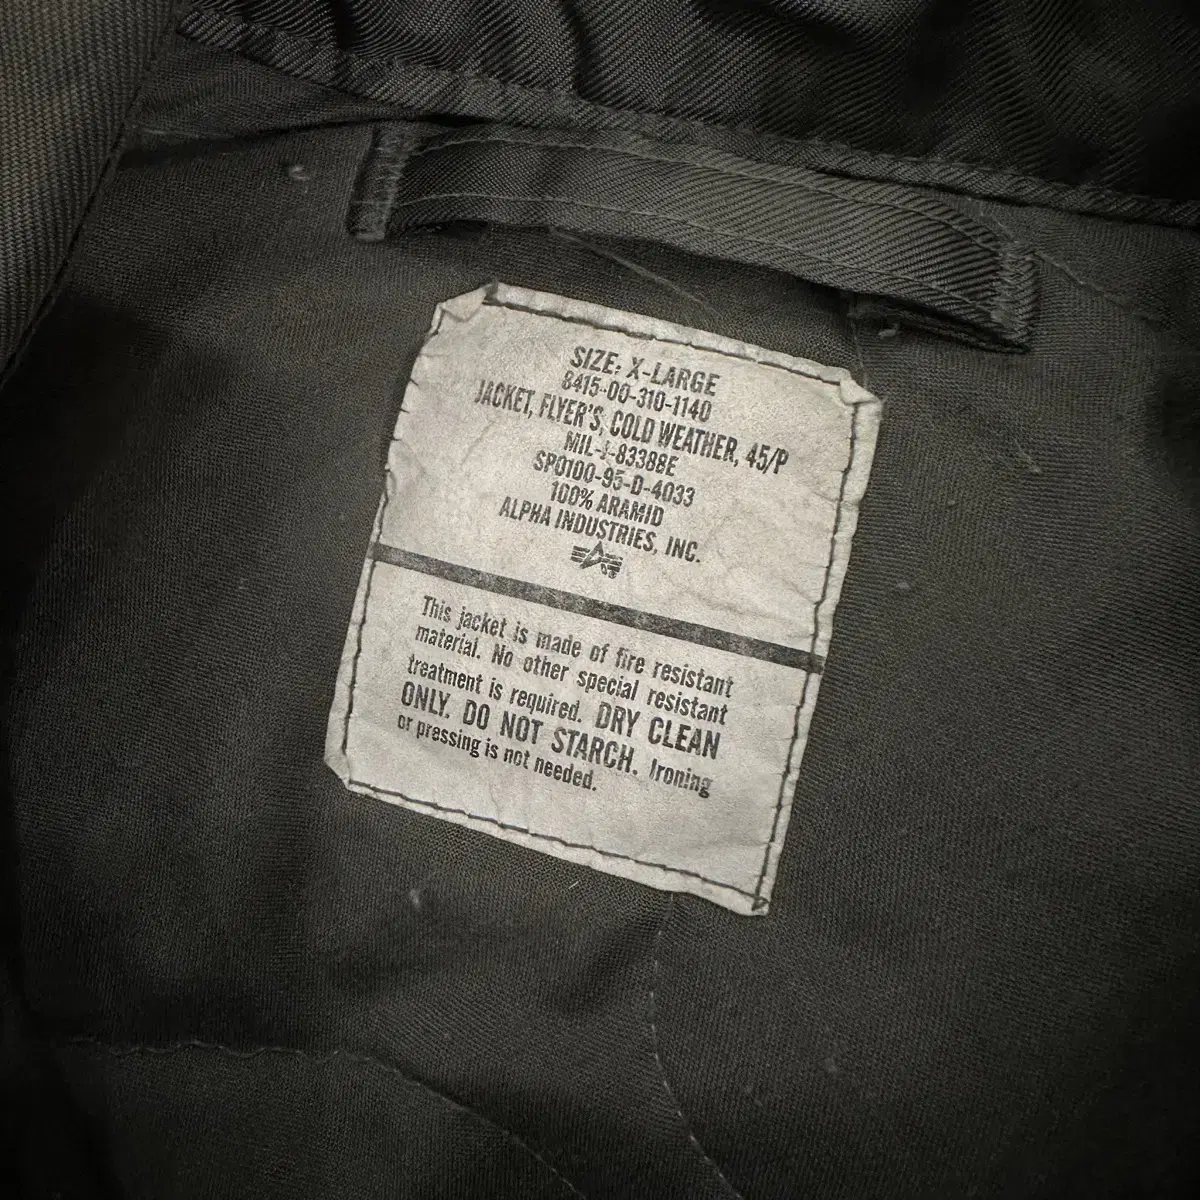 SIZE: X-LARGE
8415-00-310-1140
JACKET, FLYER'S, COLD WEATHER, 45/P
MIL-J-83388E
SPO100-95-D-4033
100% ARAMID
ALPHA INDUSTRIES, INC.
This jacket is made of fire resistant
material. No other special resistant
treatment is required. DRY CLEAN
ONLY. DO NOT STARCH. Ironing
or pressing is not needed.